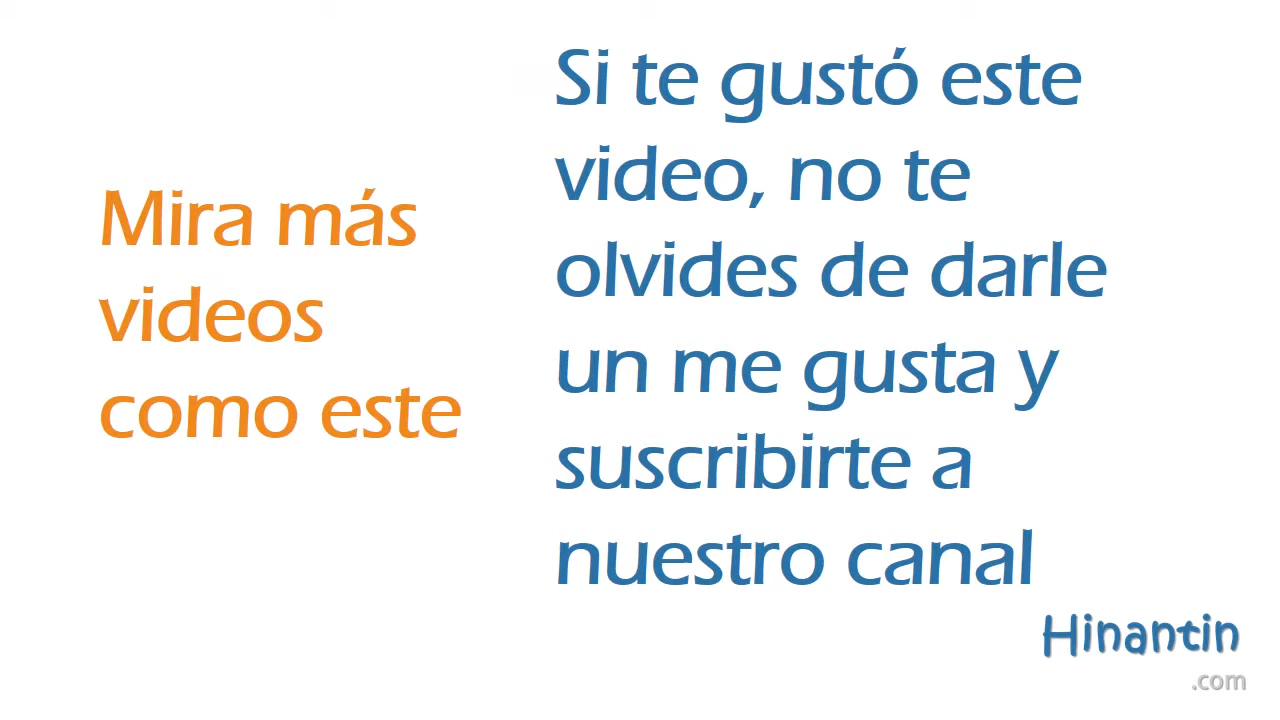 Mira más
videos
como este
Si te gustó este
video, no te
olvides de darle
un me gusta y
suscribirte a
nuestro canal
Hinantin
.com